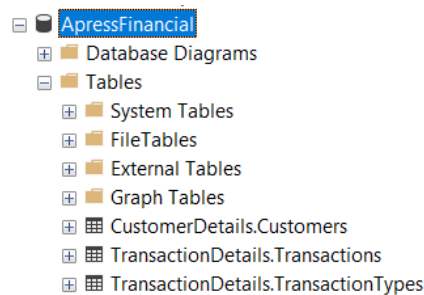 ApressFinancial
Database Diagrams
Tables
System Tables
FileTables
External Tables
Graph Tables
CustomerDetails.Customers
TransactionDetails.Transactions
TransactionDetails.TransactionTypes